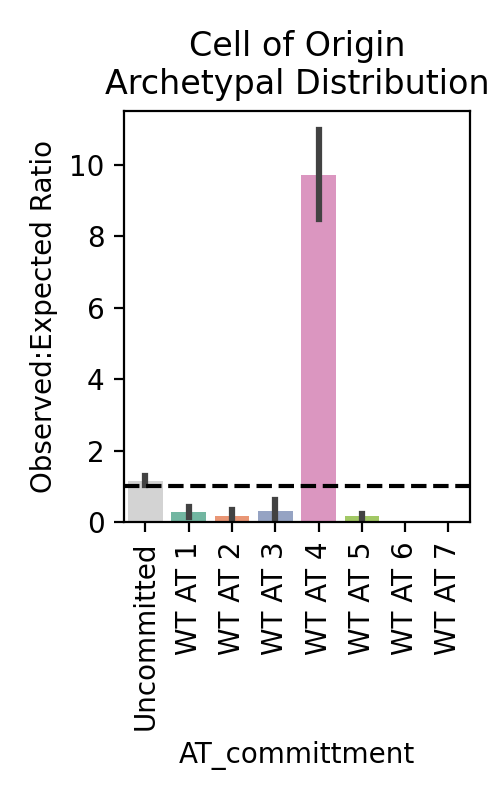 Cell of Origin
Archetypal Distribution
Observed:Expected Ratio
10
8
6
4
2
0
Uncommitted
WT AT 1
WT AT 2
WT AT 3
WT AT 4
WT AT 5
WT AT 6
WT AT 7
AT_committment